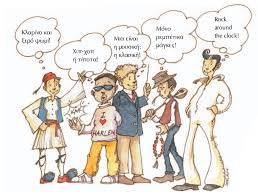 Κλαρίνο και
ξερό ψωμί!
Χιπ-χοπ
ή τίποτα!
Μια είναι
η μουσική:
η κλασική!
Μόνο
ρεμπέτικα
μάγκες!
Rock
around
the clock!
I
HARLEM